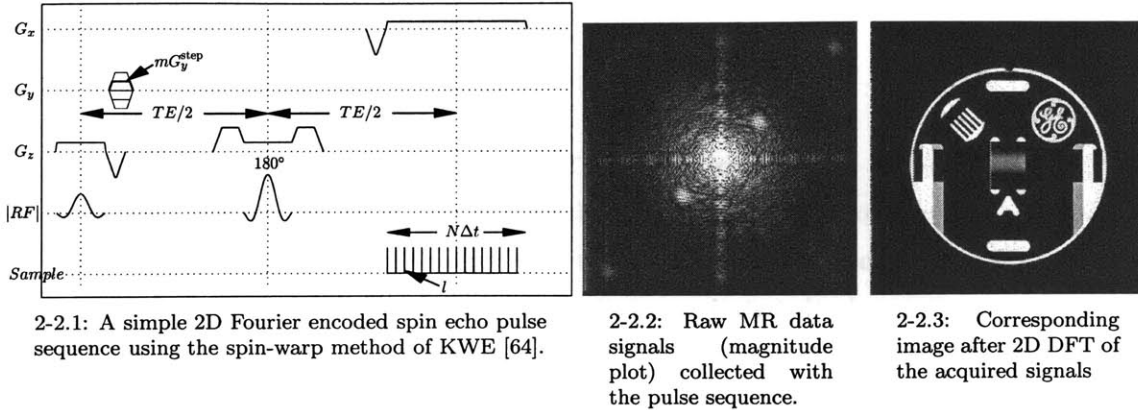 G_x
mG_y^step
G_y
TE/2 TE/2
G_z
180°
|RF|
NΔt
Sample
l
2-2.1: A simple 2D Fourier encoded spin echo pulse
sequence using the spin-warp method of KWE [64].
2-2.2: Raw MR data
signals (magnitude
plot) collected with
the pulse sequence.
2-2.3: Corresponding
image after 2D DFT of
the acquired signals